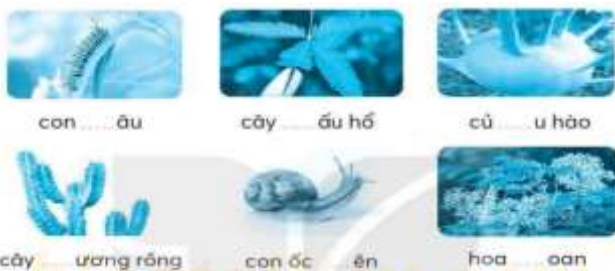 con ...... âu cây ...... ấu hổ củ ...... u hào
cây ...... ương rồng con ốc ...... ên hoa ...... oan